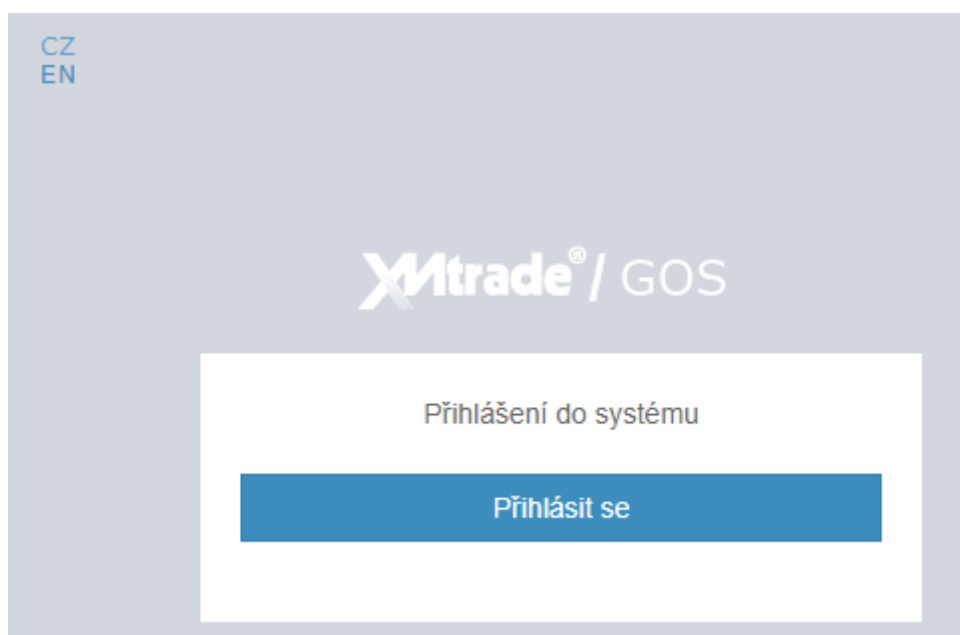 CZ
EN
XMtrade®/ GOS
Přihlášení do systému
Přihlásit se